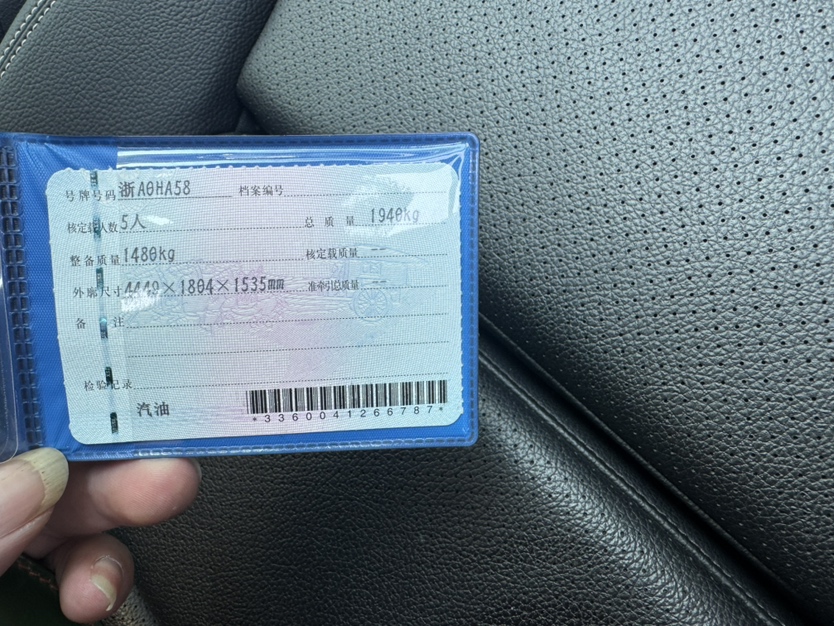 号牌号码 浙A0HA58 档案编号
核定载人数 5人 总质量 1940kg
整备质量 1480kg 核定载质量 --
外廓尺寸 4440×1804×1535mm 准牵引总质量 --
备注
检验记录
汽油
*3360041266787*